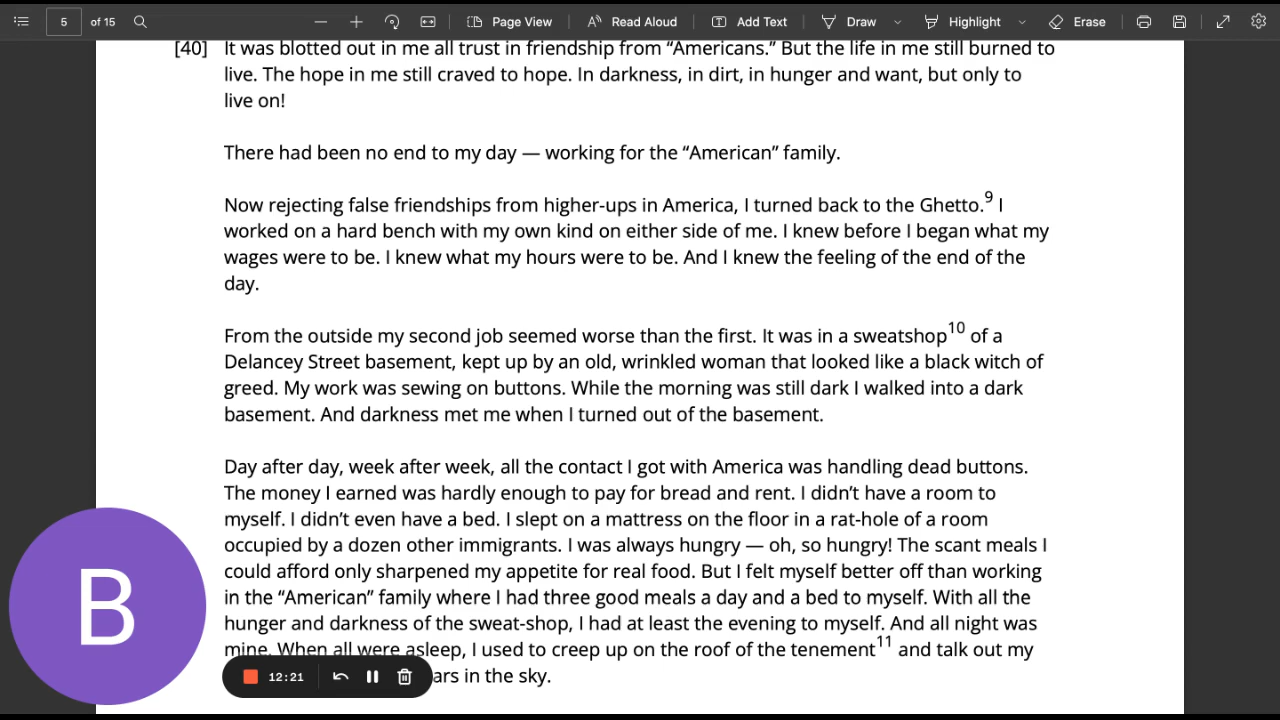 5 of 15 Page View Read Aloud Add Text Draw Highlight Erase
[40] It was blotted out in me all trust in friendship from “Americans.” But the life in me still burned to
live. The hope in me still craved to hope. In darkness, in dirt, in hunger and want, but only to
live on!
There had been no end to my day — working for the “American” family.
Now rejecting false friendships from higher-ups in America, I turned back to the Ghetto.9 I
worked on a hard bench with my own kind on either side of me. I knew before I began what my
wages were to be. I knew what my hours were to be. And I knew the feeling of the end of the
day.
From the outside my second job seemed worse than the first. It was in a sweatshop10 of a
Delancey Street basement, kept up by an old, wrinkled woman that looked like a black witch of
greed. My work was sewing on buttons. While the morning was still dark I walked into a dark
basement. And darkness met me when I turned out of the basement.
Day after day, week after week, all the contact I got with America was handling dead buttons.
The money I earned was hardly enough to pay for bread and rent. I didn’t have a room to
myself. I didn’t even have a bed. I slept on a mattress on the floor in a rat-hole of a room
occupied by a dozen other immigrants. I was always hungry — oh, so hungry! The scant meals I
could afford only sharpened my appetite for real food. But I felt myself better off than working
in the “American” family where I had three good meals a day and a bed to myself. With all the
hunger and darkness of the sweat-shop, I had at least the evening to myself. And all night was
mine. When all were asleep, I used to creep up on the roof of the tenement11 and talk out my
ars in the sky.
B
12:21